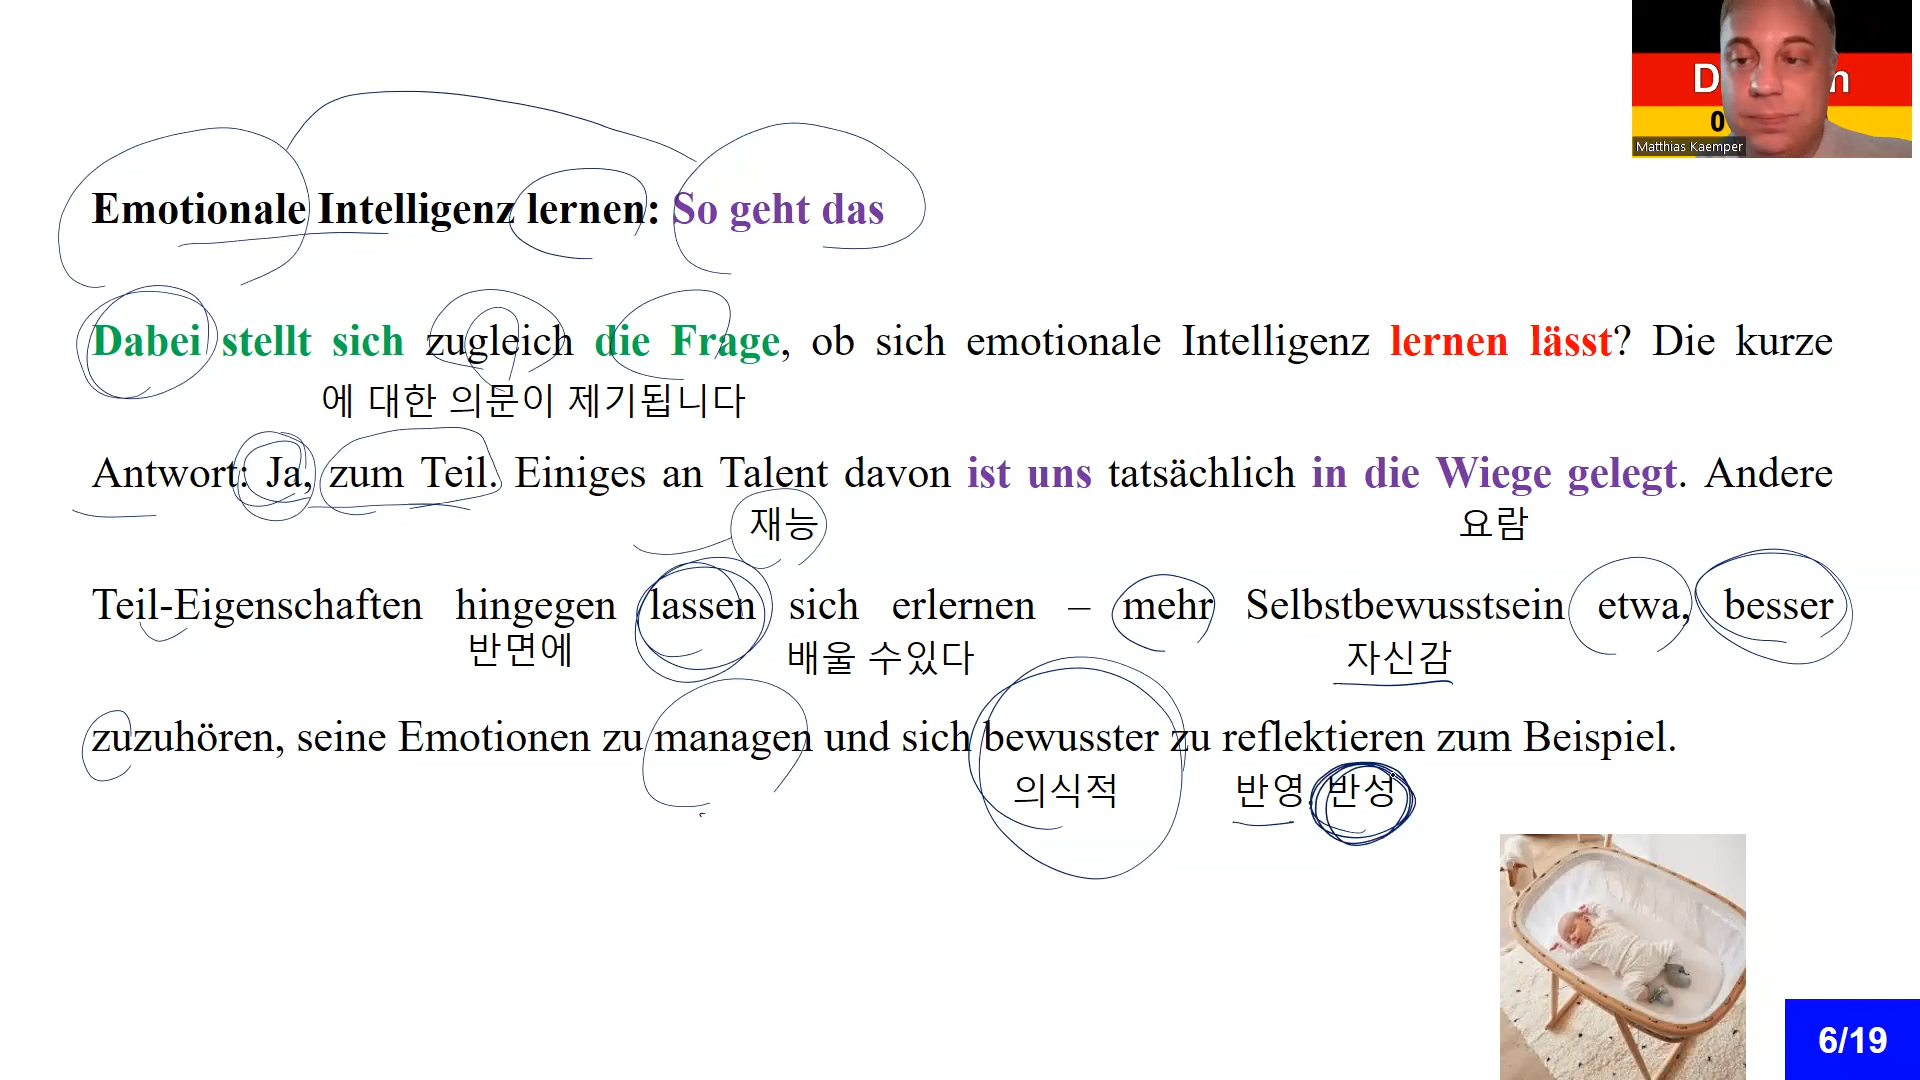 Matthias Kaemper
Emotionale Intelligenz lernen: So geht das
Dabei stellt sich zugleich die Frage, ob sich emotionale Intelligenz lernen lässt? Die kurze
에 대한 의문이 제기됩니다
Antwort: Ja, zum Teil. Einiges an Talent davon ist uns tatsächlich in die Wiege gelegt. Andere
재능 요람
Teil-Eigenschaften hingegen lassen sich erlernen – mehr Selbstbewusstsein etwa, besser
반면에 배울 수있다 자신감
zuzuhören, seine Emotionen zu managen und sich bewusster zu reflektieren zum Beispiel.
의식적 반영, 반성
6/19